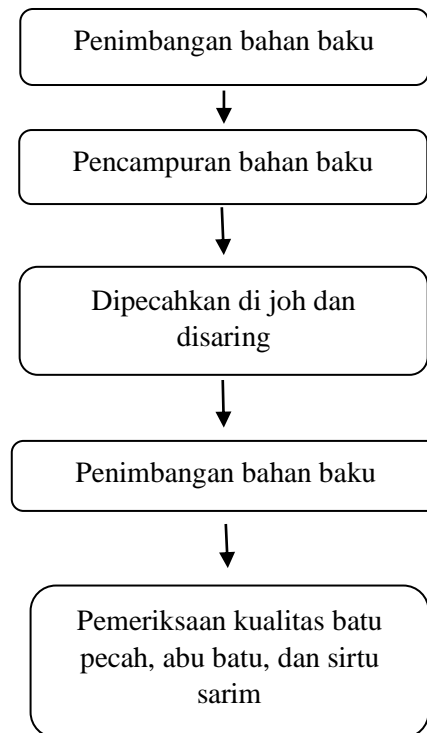 Penimbangan bahan baku
Pencampuran bahan baku
Dipecahkan di joh dan
disaring
Penimbangan bahan baku
Pemeriksaan kualitas batu
pecah, abu batu, dan sirtu
sarim